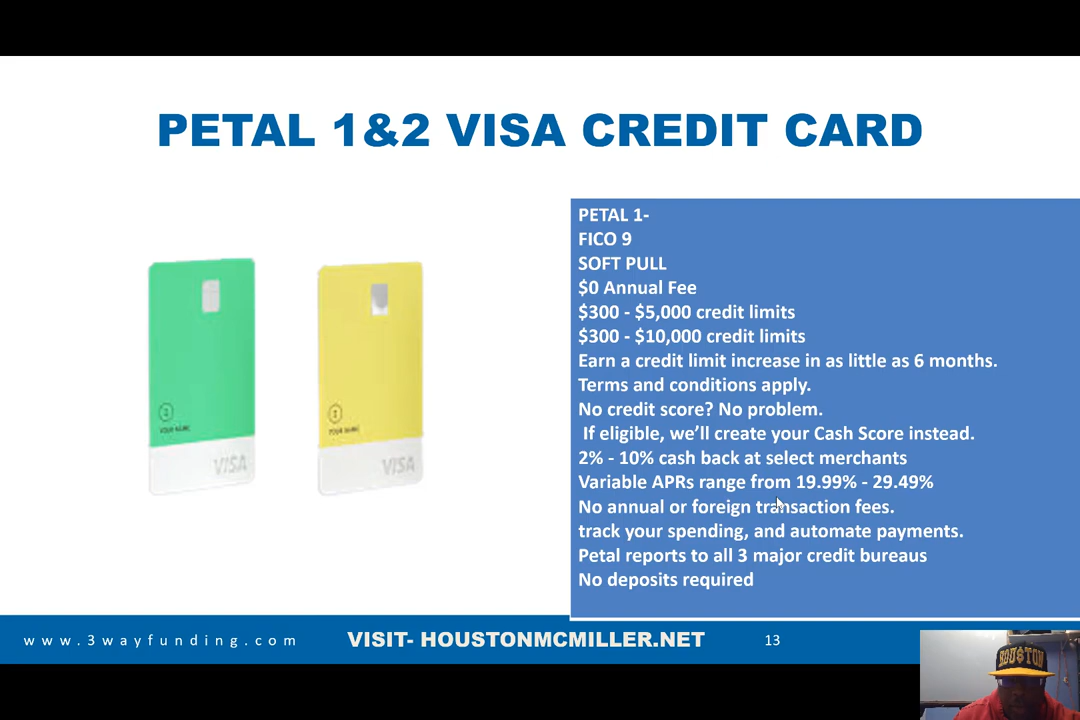 PETAL 1&2 VISA CREDIT CARD
PETAL 1-
FICO 9
SOFT PULL
$0 Annual Fee
$300 - $5,000 credit limits
$300 - $10,000 credit limits
Earn a credit limit increase in as little as 6 months.
Terms and conditions apply.
No credit score? No problem.
If eligible, we’ll create your Cash Score instead.
2% - 10% cash back at select merchants
Variable APRs range from 19.99% - 29.49%
No annual or foreign transaction fees.
track your spending, and automate payments.
Petal reports to all 3 major credit bureaus
No deposits required
YOUR NAME
VISA
YOUR NAME
VISA
www.3wayfunding.com
VISIT- HOUSTONMCMILLER.NET
13
HOUSTON